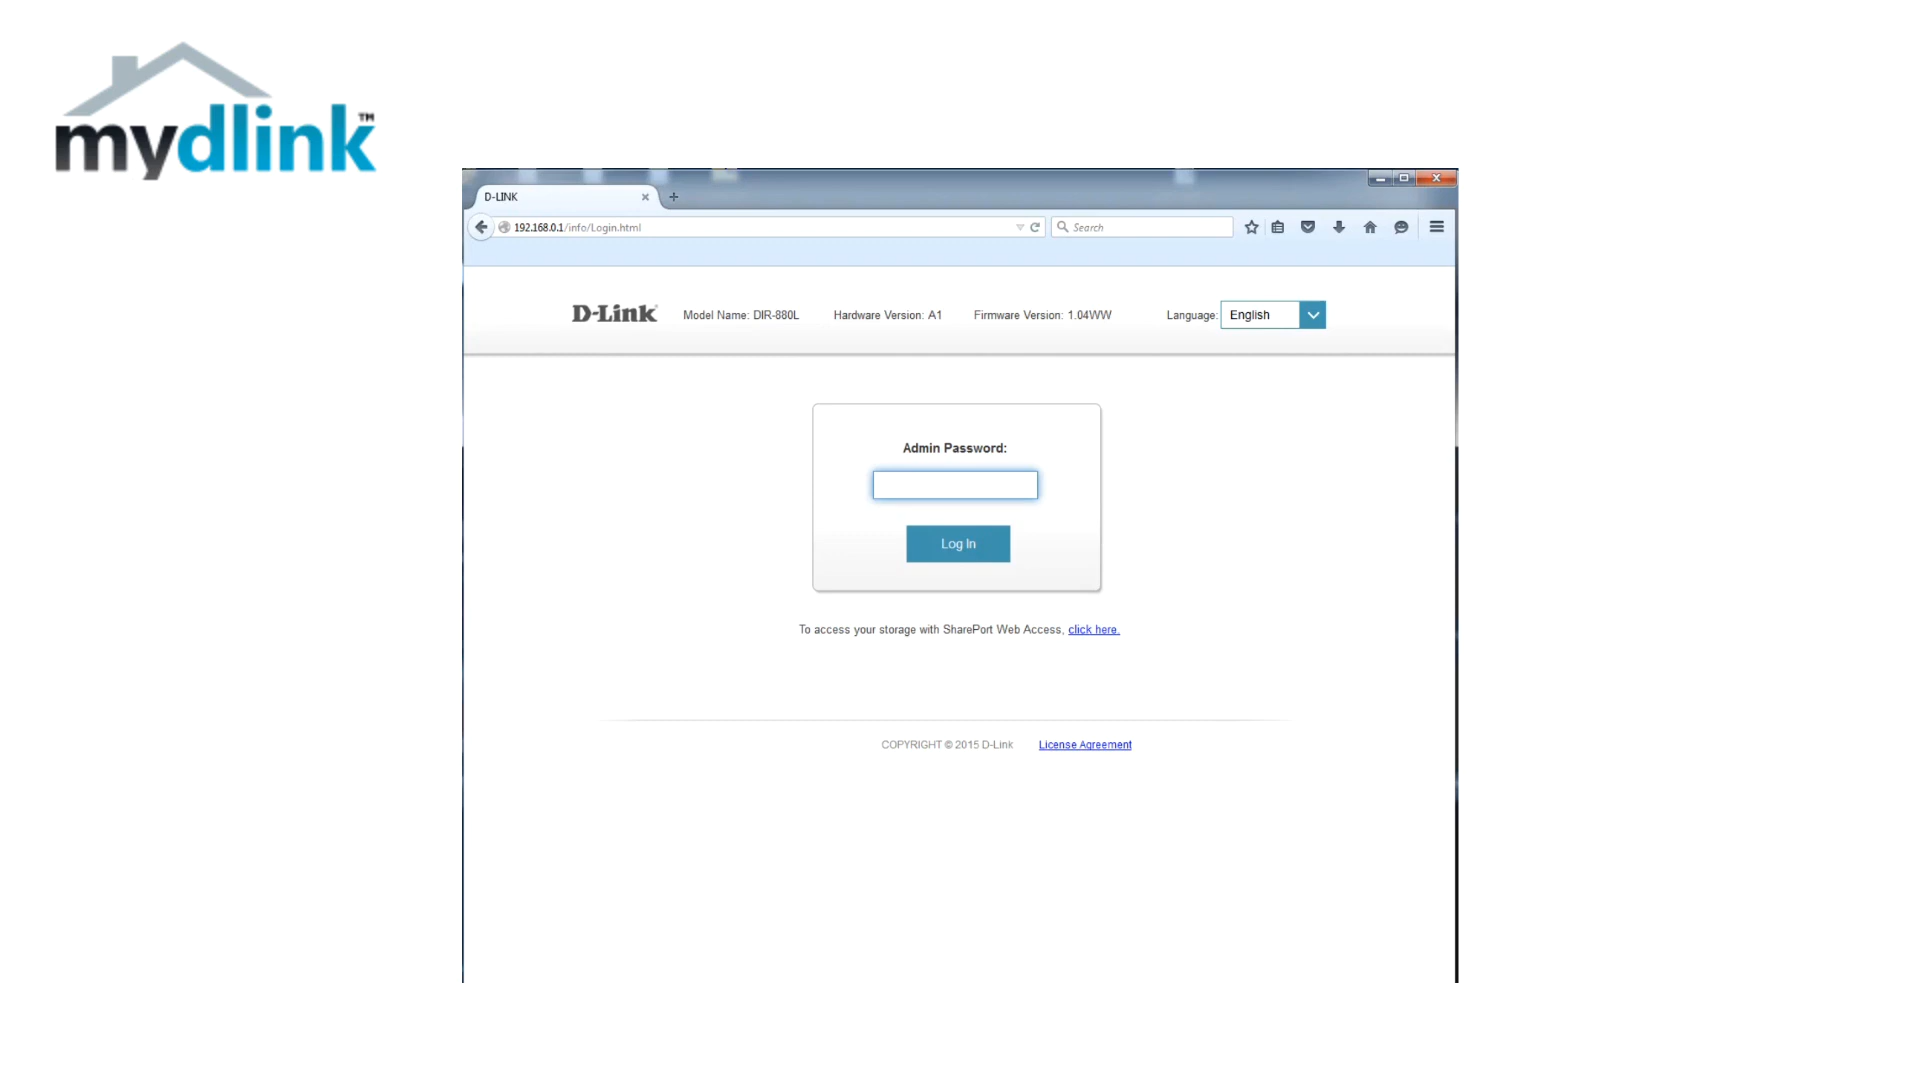 mydlink™
D-LINK
192.168.0.1/info/Login.html
Search
D-Link
Model Name: DIR-880L
Hardware Version: A1
Firmware Version: 1.04WW
Language:
English
Admin Password:
Log In
To access your storage with SharePort Web Access, click here.
COPYRIGHT © 2015 D-Link
License Agreement